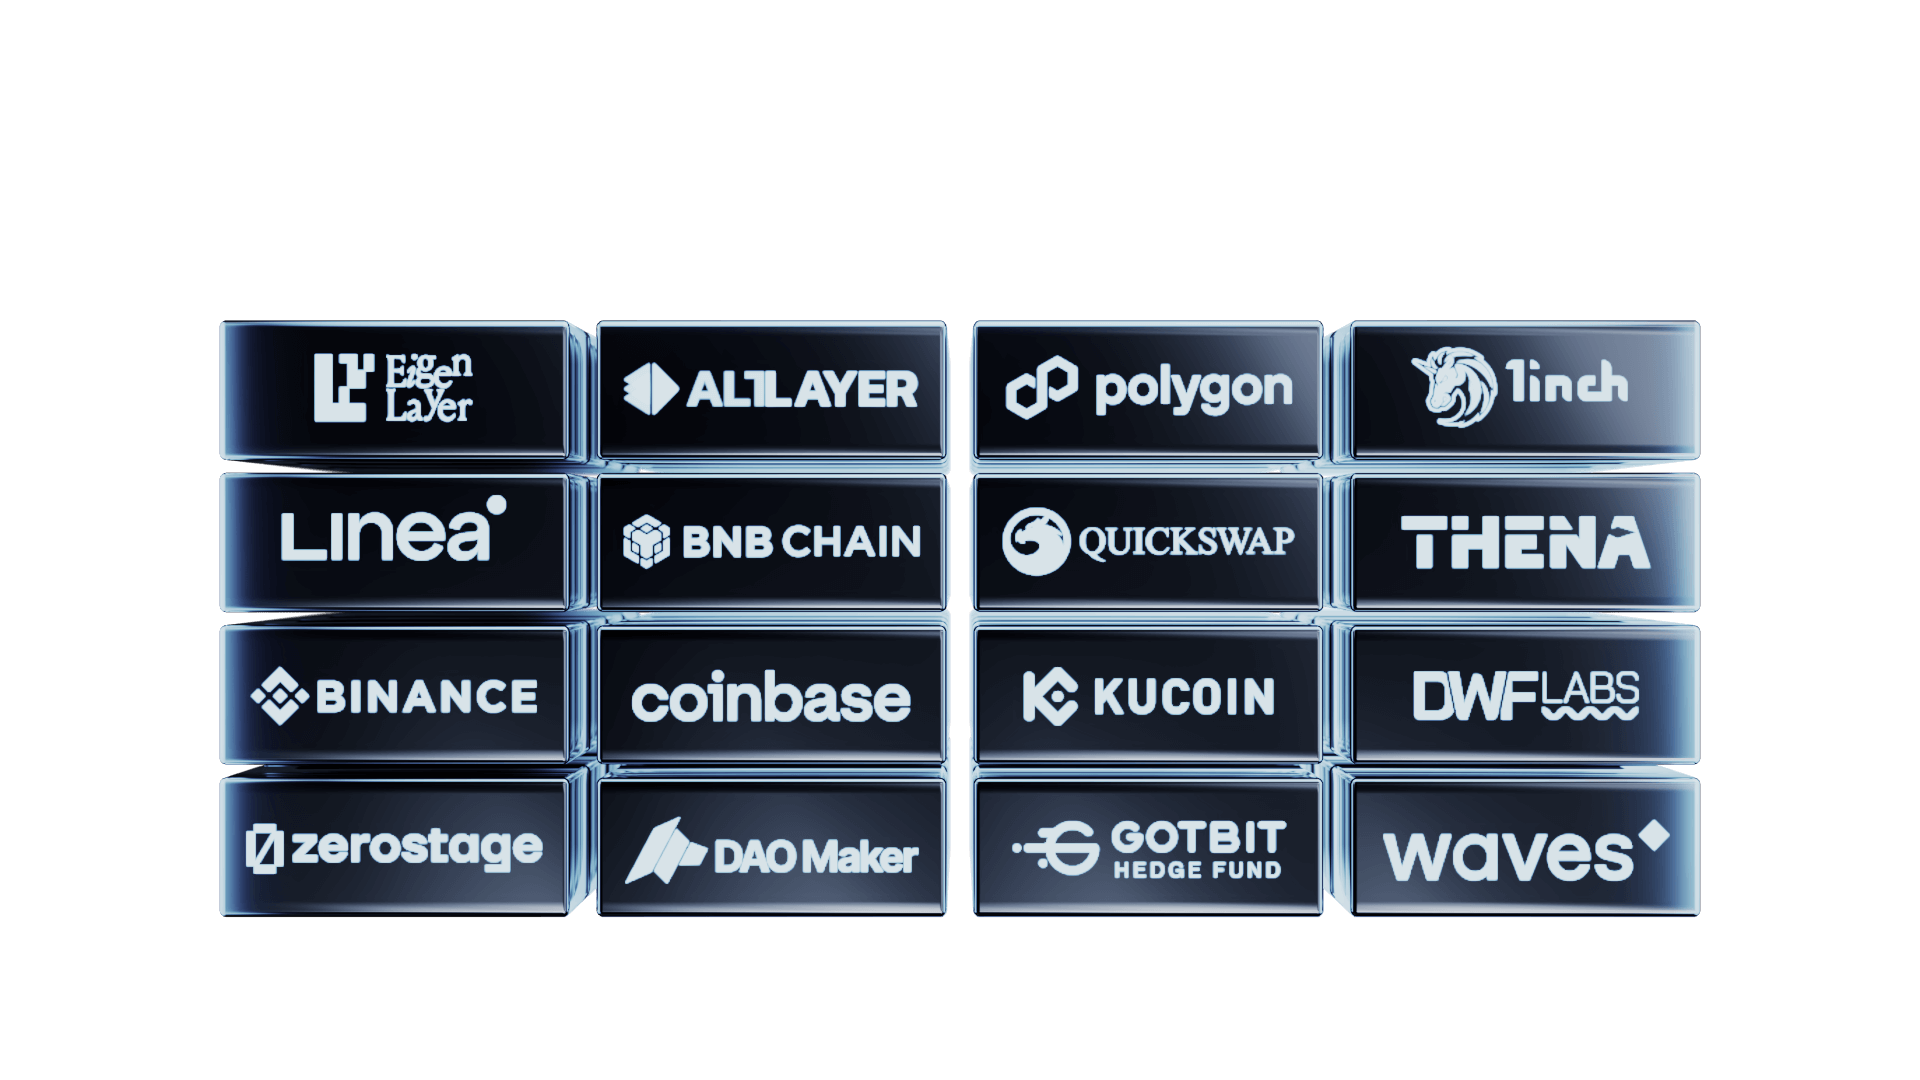 Eigen
Layer
ALTLAYER
polygon
1inch
Linea
BNB CHAIN
QUICKSWAP
THENA
BINANCE
coinbase
KUCOIN
DWF LABS
zerostage
DAO Maker
GOTBIT
HEDGE FUND
waves